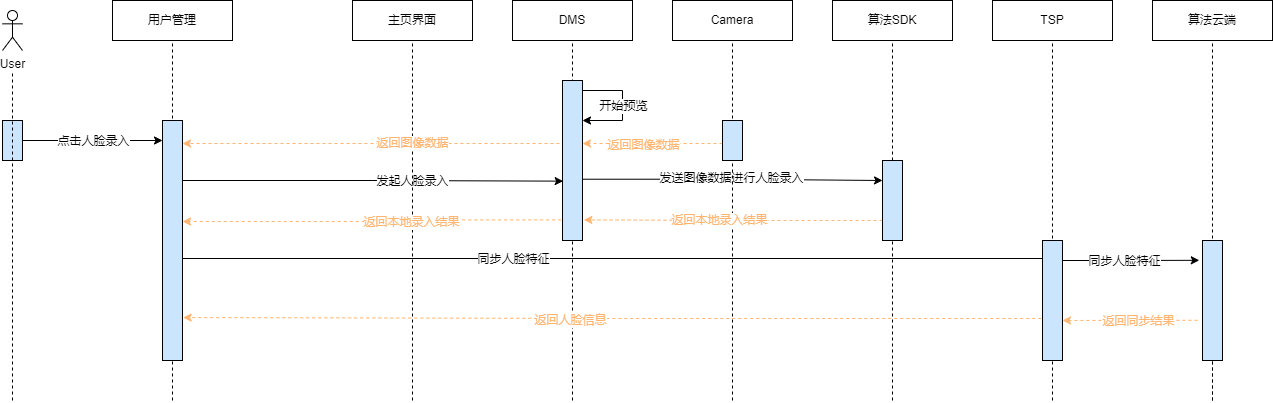 User
用户管理
主页界面
DMS
Camera
算法SDK
TSP
算法云端
开始预览
点击人脸录入
返回图像数据
返回图像数据
发起人脸录入
发送图像数据进行人脸录入
返回本地录入结果
返回本地录入结果
同步人脸特征
同步人脸特征
返回人脸信息
返回同步结果